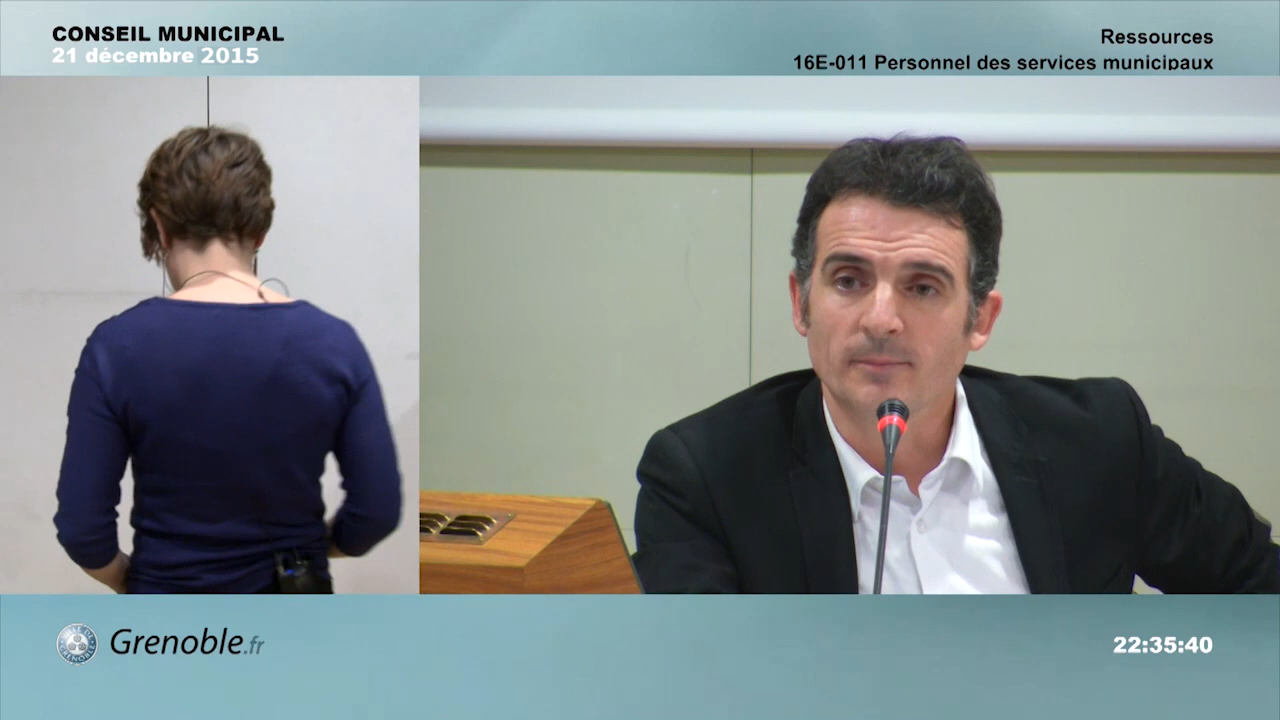 CONSEIL MUNICIPAL
21 décembre 2015
Ressources
16E-011 Personnel des services municipaux
Grenoble.fr
22:35:40